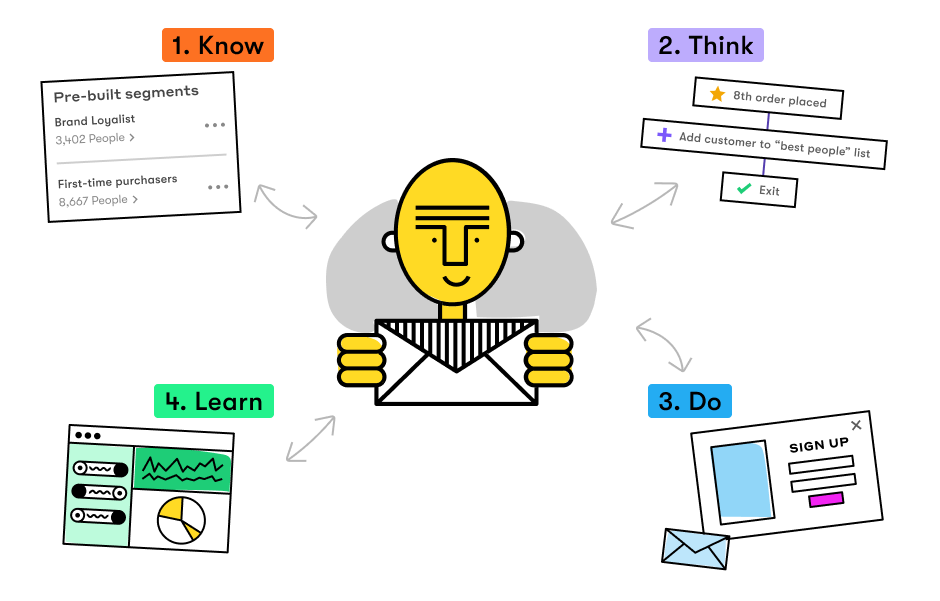 1. Know
Pre-built segments
Brand Loyalist
3,402 People >
First-time purchasers
8,667 People >
2. Think
8th order placed
Add customer to “best people” list
Exit
3. Do
SIGN UP
4. Learn